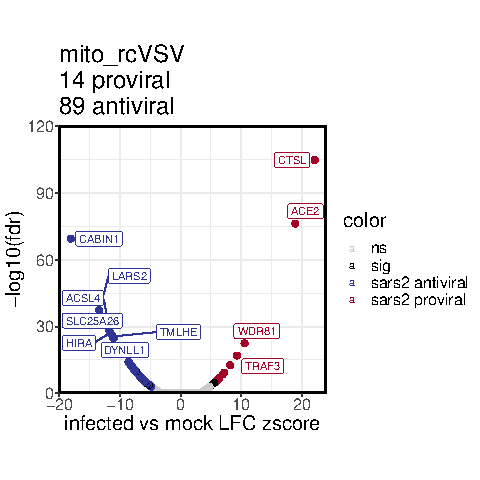 mito_rcVSV
14 proviral
89 antiviral
120
90
60
30
0
−log10(fdr)
−20
−10
0
10
20
infected vs mock LFC zscore
CTSL
ACE2
CABIN1
LARS2
ACSL4
SLC25A26
TMLHE
HIRA
DYNLL1
WDR81
TRAF3
color
a ns
a sig
a sars2 antiviral
a sars2 proviral